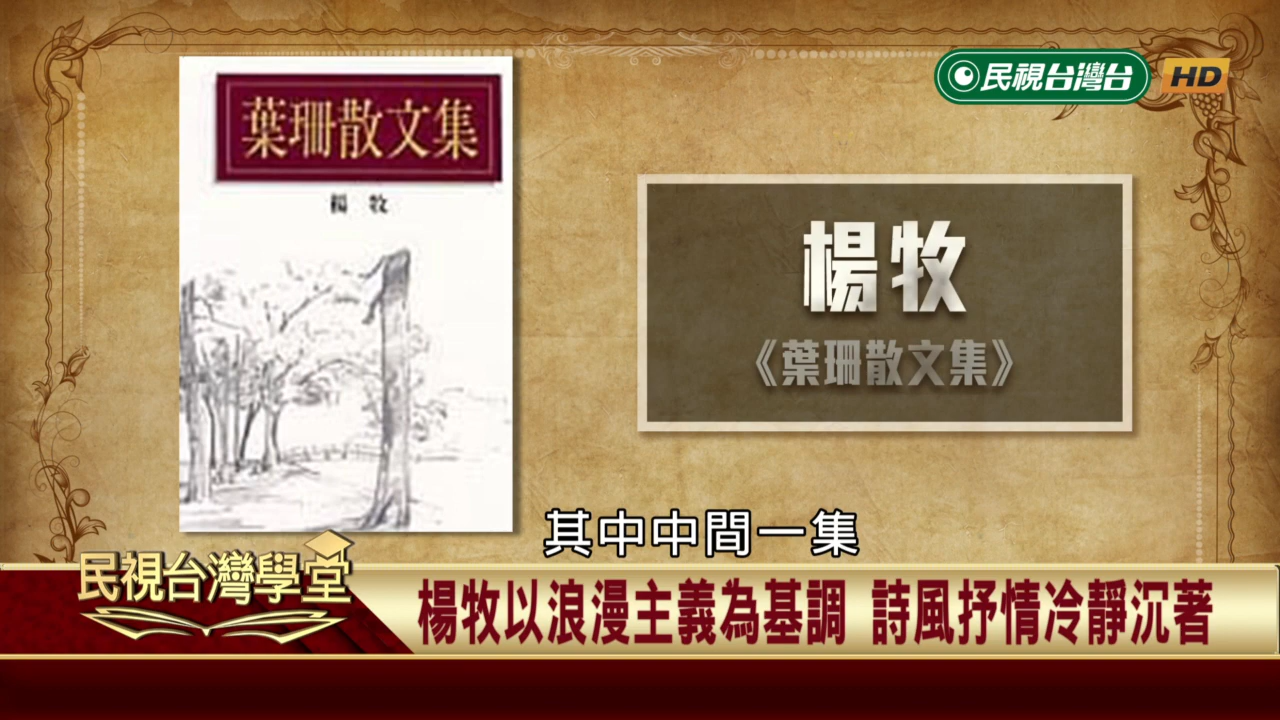 葉珊散文集
楊 牧
民視台灣台 HD
楊牧
《葉珊散文集》
其中中間一集
民視台灣學堂
楊牧以浪漫主義為基調 詩風抒情冷靜沉著